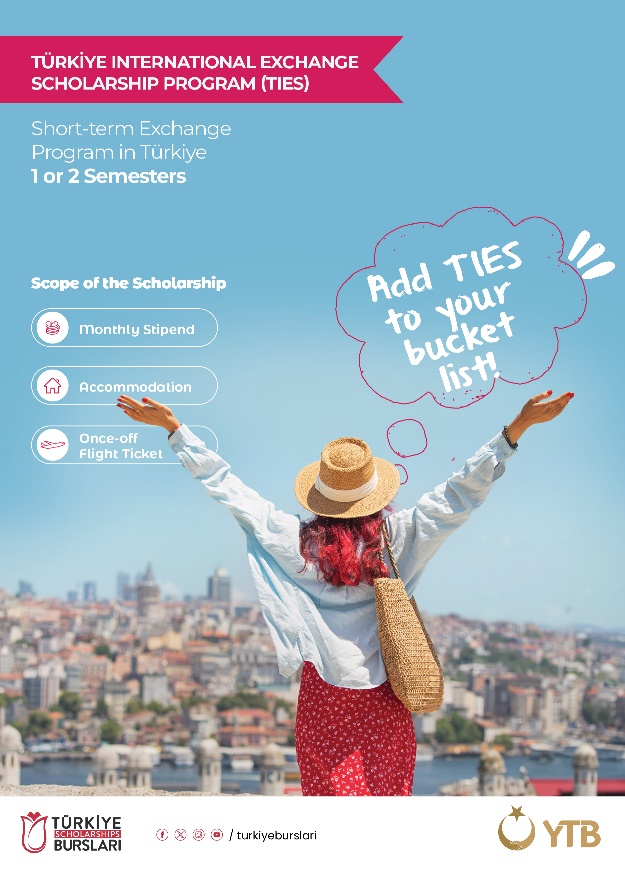 TÜRKİYE INTERNATIONAL EXCHANGE
SCHOLARSHIP PROGRAM (TIES)
Short-term Exchange
Program in Türkiye
1 or 2 Semesters
Scope of the Scholarship
Monthly Stipend
Accommodation
Once-off
Flight Ticket
Add TIES
to your
bucket
list!
TÜRKİYE
SCHOLARSHIPS
BURSLARI
/ turkiyeburslari
YTB